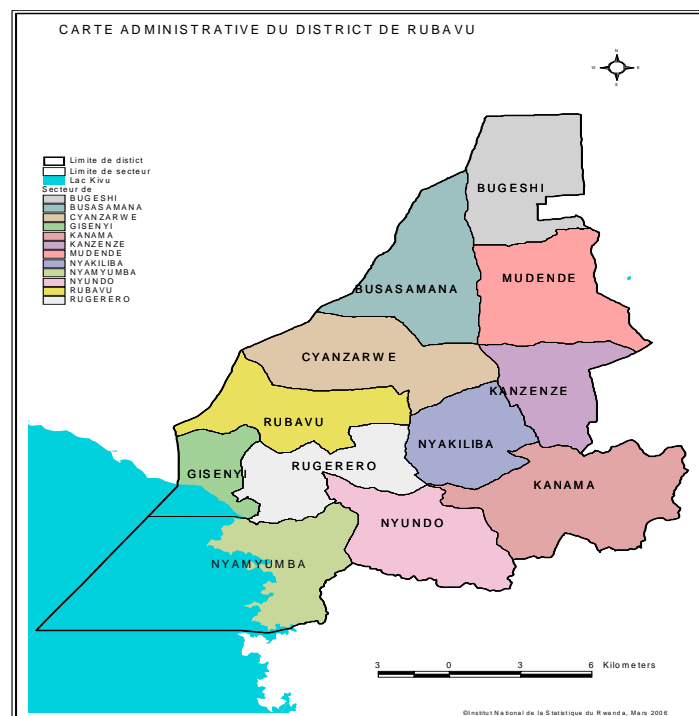 CARTE ADMINISTRATIVE DU DISTRICT DE RUBAVU
N
W E
S
Limite de distict
Limite de secteur
Lac Kivu
Secteur de
BUGESHI
BUSASAMANA
CYANZARWE
GISENYI
KANAMA
KANZENZE
MUDENDE
NYAKILIBA
NYAMYUMBA
NYUNDO
RUBAVU
RUGERERO
BUGESHI
MUDENDE
BUSASAMANA
CYANZARWE
KANZENZE
RUBAVU
NYAKILIBA
RUGERERO
GISENYI
KANAMA
NYUNDO
NYAMYUMBA
3 0 3 6 Kilometers
©Institut National de la Statistique du Rwanda, Mars 2006